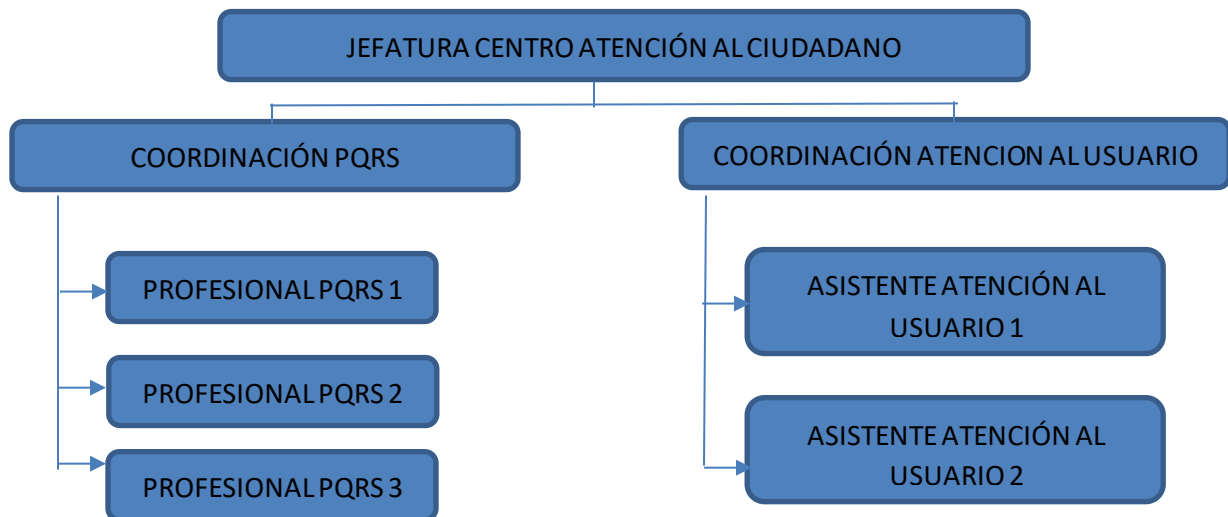 JEFATURA CENTRO ATENCIÓN AL CIUDADANO
COORDINACIÓN PQRS
COORDINACIÓN ATENCION AL USUARIO
PROFESIONAL PQRS 1
PROFESIONAL PQRS 2
PROFESIONAL PQRS 3
ASISTENTE ATENCIÓN AL
USUARIO 1
ASISTENTE ATENCIÓN AL
USUARIO 2